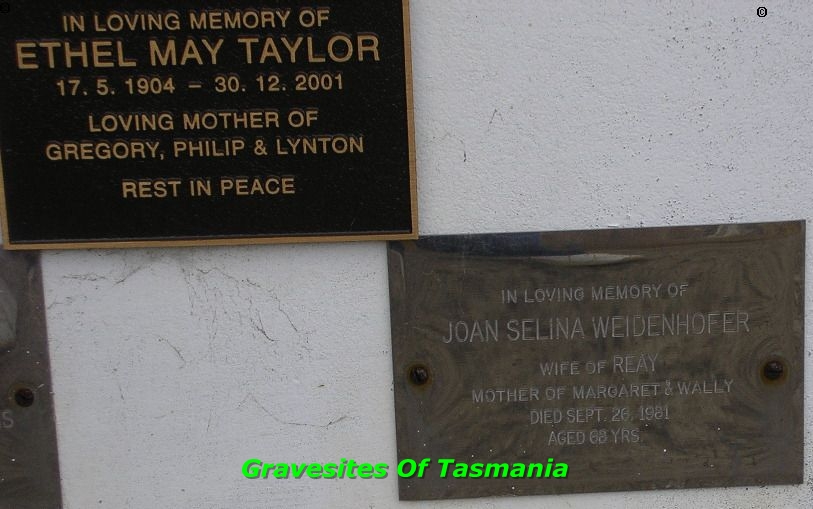 IN LOVING MEMORY OF
ETHEL MAY TAYLOR
17. 5. 1904 – 30. 12. 2001
LOVING MOTHER OF
GREGORY, PHILIP & LYNTON
REST IN PEACE
IN LOVING MEMORY OF
JOAN SELINA WEIDENHOFER
WIFE OF REAY
MOTHER OF MARGARET & WALLY
DIED SEPT. 26, 1981
AGED 68 YRS.
Gravesites Of Tasmania
©
©